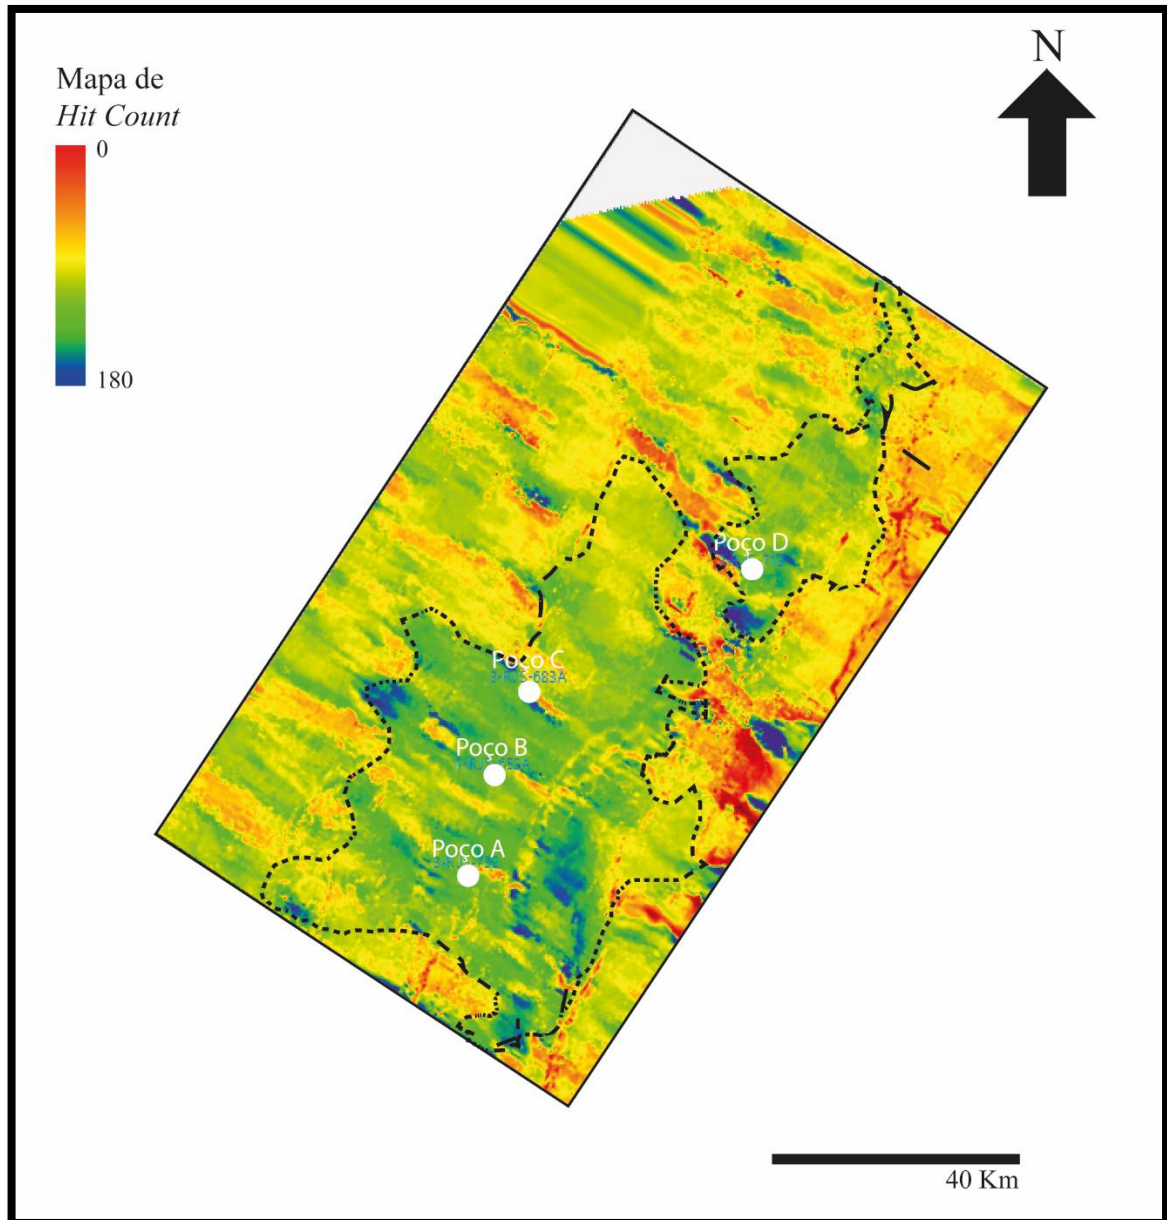 N
Mapa de
Hit Count
0
180
Poço D
Poço C
3-RJS-683A
Poço B
Poço A
40 Km